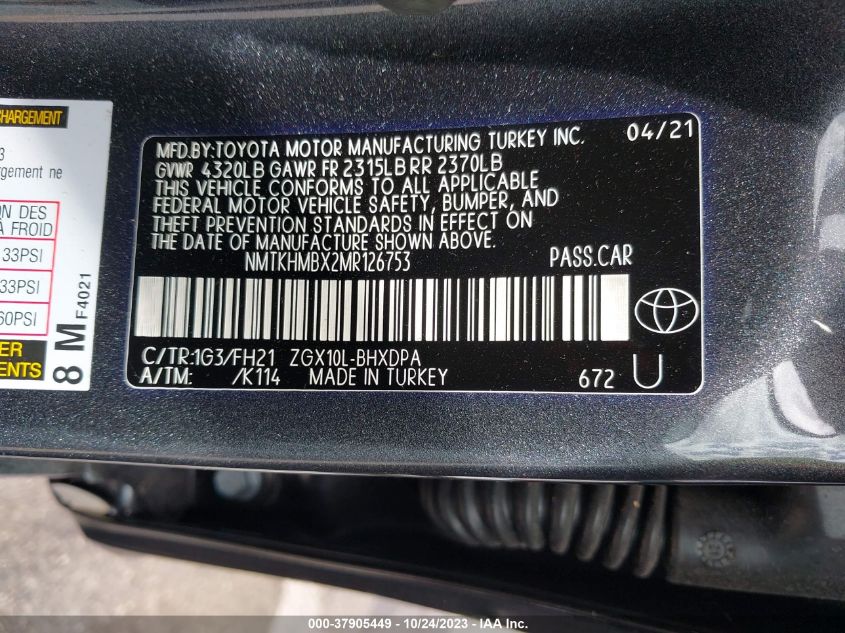 CHARGEMENT
3
rgement ne
ON DES
À FROID
33PSI
33PSI
60PSI
ER
ENTS
8 M F4021
MFD.BY:TOYOTA MOTOR MANUFACTURING TURKEY INC. 04/21
GVWR 4320LB GAWR FR 2315LB RR 2370LB
THIS VEHICLE CONFORMS TO ALL APPLICABLE
FEDERAL MOTOR VEHICLE SAFETY, BUMPER, AND
THEFT PREVENTION STANDARDS IN EFFECT ON
THE DATE OF MANUFACTURE SHOWN ABOVE.
NMTKHMBX2MR126753 PASS.CAR
C/TR:1G3/FH21 ZGX10L-BHXDPA
A/TM: /K114 MADE IN TURKEY 672 U
000-37905449 - 10/24/2023 - IAA Inc.